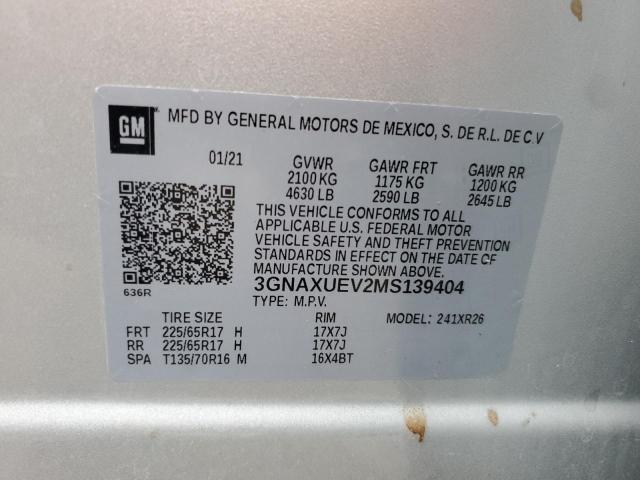 GM
MFD BY GENERAL MOTORS DE MEXICO, S. DE R.L. DE C.V
01/21 GVWR GAWR FRT GAWR RR
2100 KG 1175 KG 1200 KG
4630 LB 2590 LB 2645 LB
THIS VEHICLE CONFORMS TO ALL
APPLICABLE U.S. FEDERAL MOTOR
VEHICLE SAFETY AND THEFT PREVENTION
STANDARDS IN EFFECT ON THE DATE OF
MANUFACTURE SHOWN ABOVE.
636R
3GNAXUEV2MS139404
TYPE: M.P.V.
TIRE SIZE RIM MODEL: 241XR26
FRT 225/65R17 H 17X7J
RR 225/65R17 H 17X7J
SPA T135/70R16 M 16X4BT